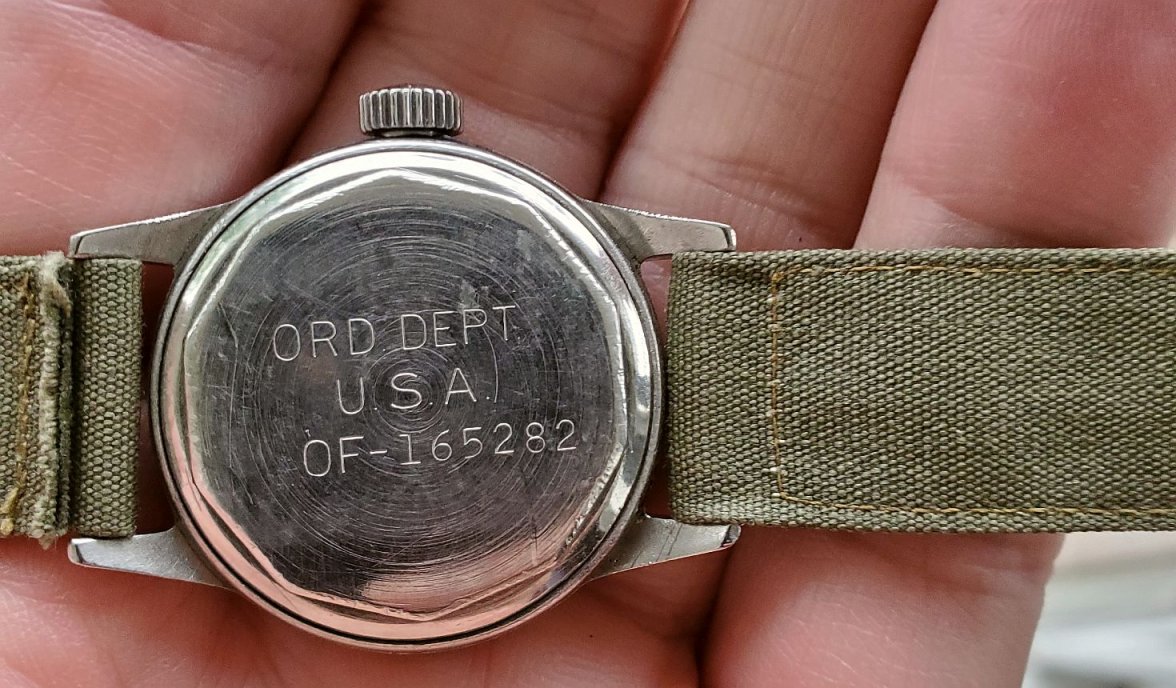 ORD DEPT.
U.S.A.
OF-165282